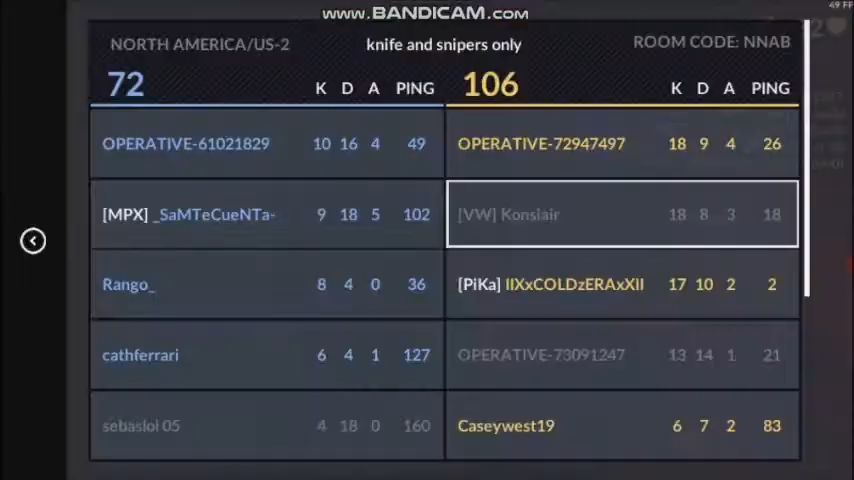 www.BANDICAM.com
49 FP
NORTH AMERICA/US-2 knife and snipers only ROOM CODE: NNAB
72 K D A PING 106 K D A PING
OPERATIVE-61021829 10 16 4 49 OPERATIVE-72947497 18 9 4 26
[MPX] _SaMTeCueNTa- 9 18 5 102 [VW] Konslair 18 8 3 18
Rango_ 8 4 0 36 [PiKa] IIXxCOLDzERAxXII 17 10 2 2
cathferrari 6 4 1 127 OPERATIVE-73091247 13 14 1 21
sebaslol 05 4 18 0 160 Caseywest19 6 7 2 83